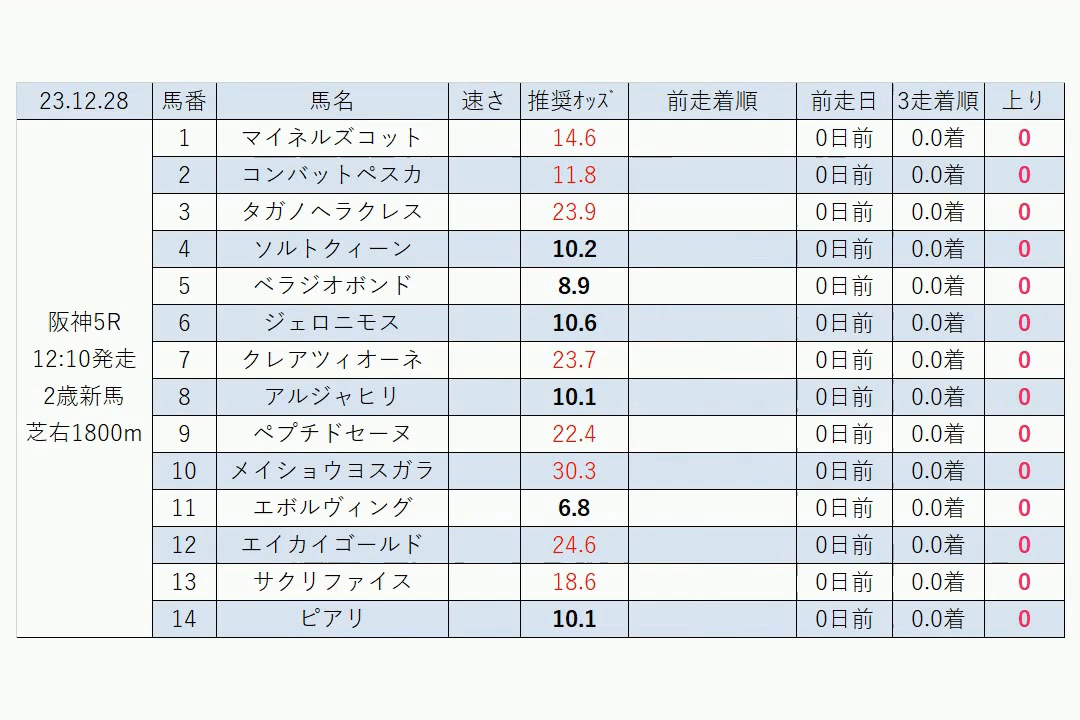 23.12.28 馬番 馬名 速さ 推奨ｵｯｽﾞ 前走着順 前走日 3走着順 上り
1 マイネルズコット 14.6 0日前 0.0着 0
2 コンバットペスカ 11.8 0日前 0.0着 0
3 タガノヘラクレス 23.9 0日前 0.0着 0
4 ソルトクィーン 10.2 0日前 0.0着 0
5 ベラジオボンド 8.9 0日前 0.0着 0
6 ジェロニモス 10.6 0日前 0.0着 0
7 クレアツィオーネ 23.7 0日前 0.0着 0
8 アルジャヒリ 10.1 0日前 0.0着 0
9 ペプチドセーヌ 22.4 0日前 0.0着 0
10 メイショウヨスガラ 30.3 0日前 0.0着 0
11 エボルヴィング 6.8 0日前 0.0着 0
12 エイカイゴールド 24.6 0日前 0.0着 0
13 サクリファイス 18.6 0日前 0.0着 0
14 ピアリ 10.1 0日前 0.0着 0
阪神5R
12:10発走
2歳新馬
芝右1800m